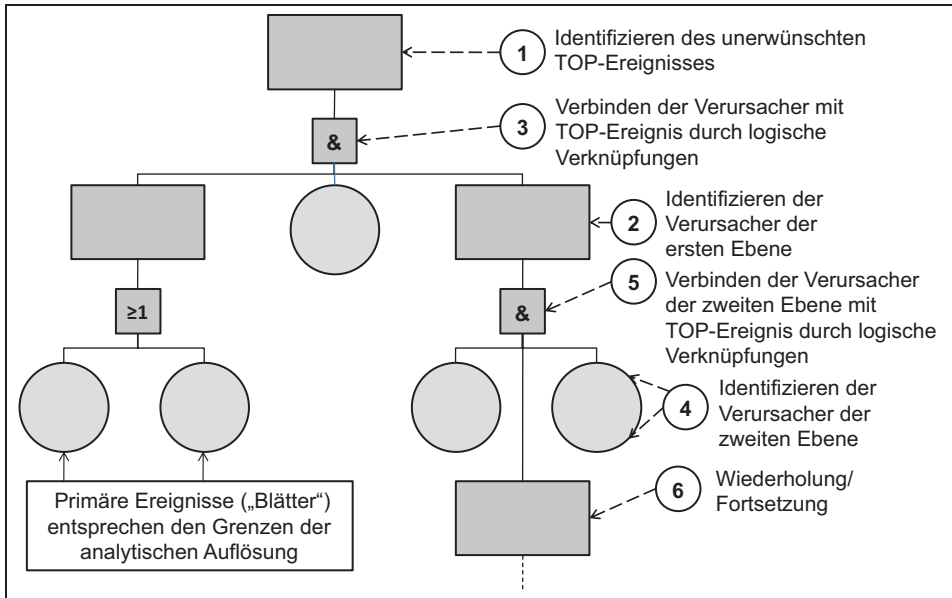 1
Identifizieren des unerwünschten
TOP-Ereignisses
&
3
Verbinden der Verursacher mit
TOP-Ereignis durch logische
Verknüpfungen
2
Identifizieren der
Verursacher der
ersten Ebene
≥1
&
5
Verbinden der Verursacher
der zweiten Ebene mit
TOP-Ereignis durch logische
Verknüpfungen
4
Identifizieren der
Verursacher der
zweiten Ebene
Primäre Ereignisse („Blätter“)
entsprechen den Grenzen der
analytischen Auflösung
6
Wiederholung/
Fortsetzung